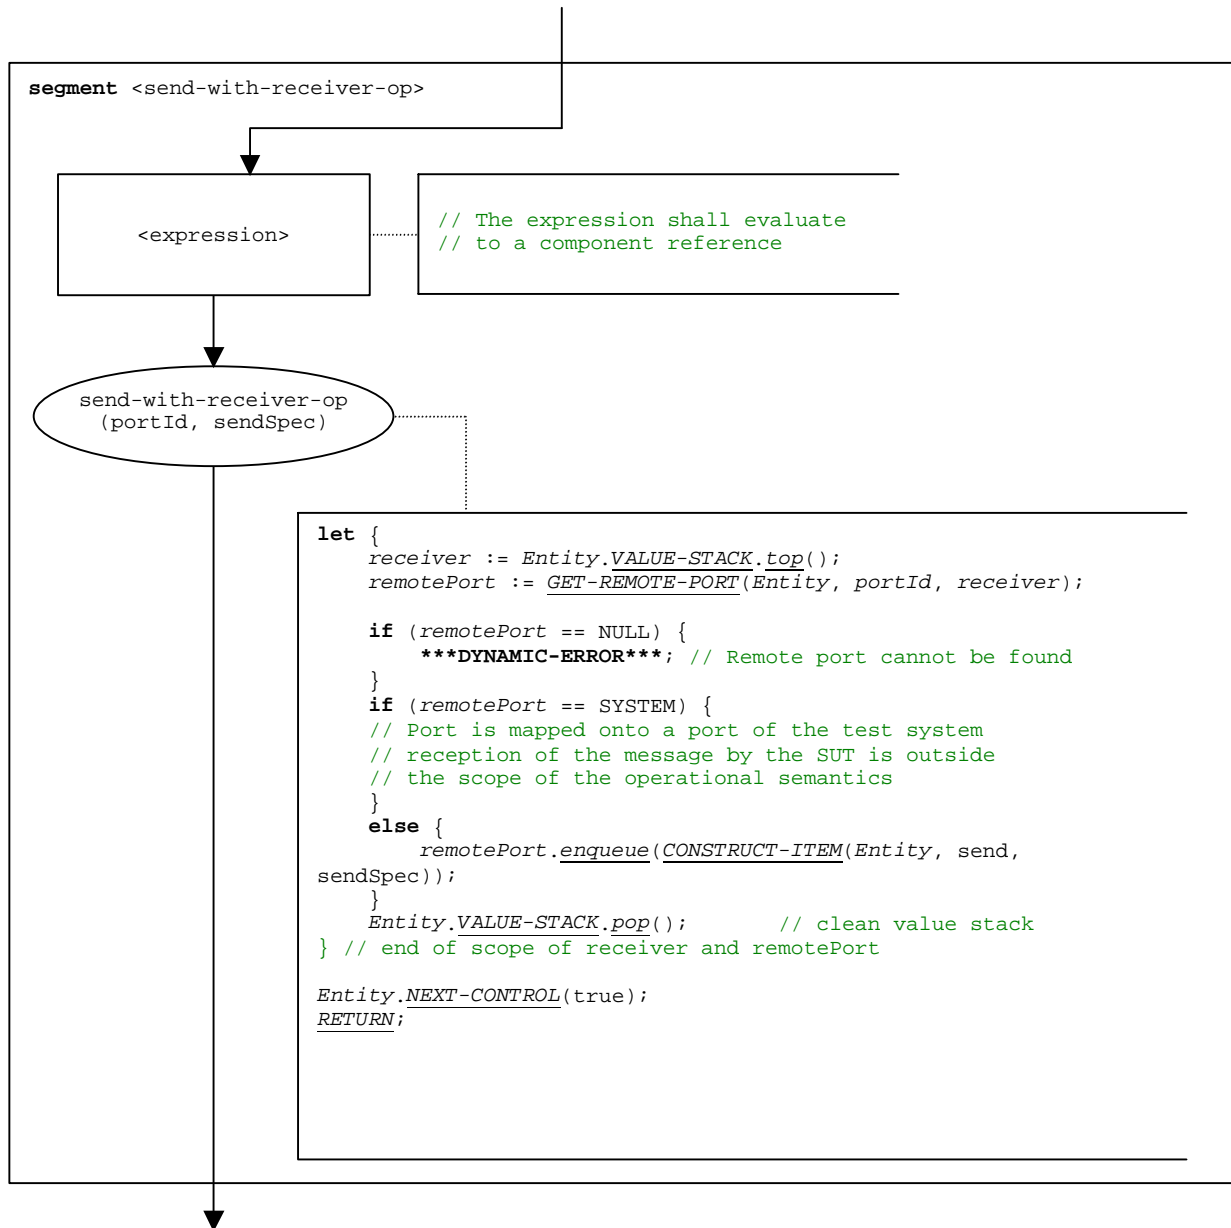 segment <send-with-receiver-op>
<expression>
// The expression shall evaluate
// to a component reference
send-with-receiver-op
(portId, sendSpec)
let {
receiver := Entity.VALUE-STACK.top();
remotePort := GET-REMOTE-PORT(Entity, portId, receiver);
if (remotePort == NULL) {
***DYNAMIC-ERROR***; // Remote port cannot be found
}
if (remotePort == SYSTEM) {
// Port is mapped onto a port of the test system
// reception of the message by the SUT is outside
// the scope of the operational semantics
}
else {
remotePort.enqueue(CONSTRUCT-ITEM(Entity, send,
sendSpec));
}
Entity.VALUE-STACK.pop(); // clean value stack
} // end of scope of receiver and remotePort
Entity.NEXT-CONTROL(true);
RETURN;